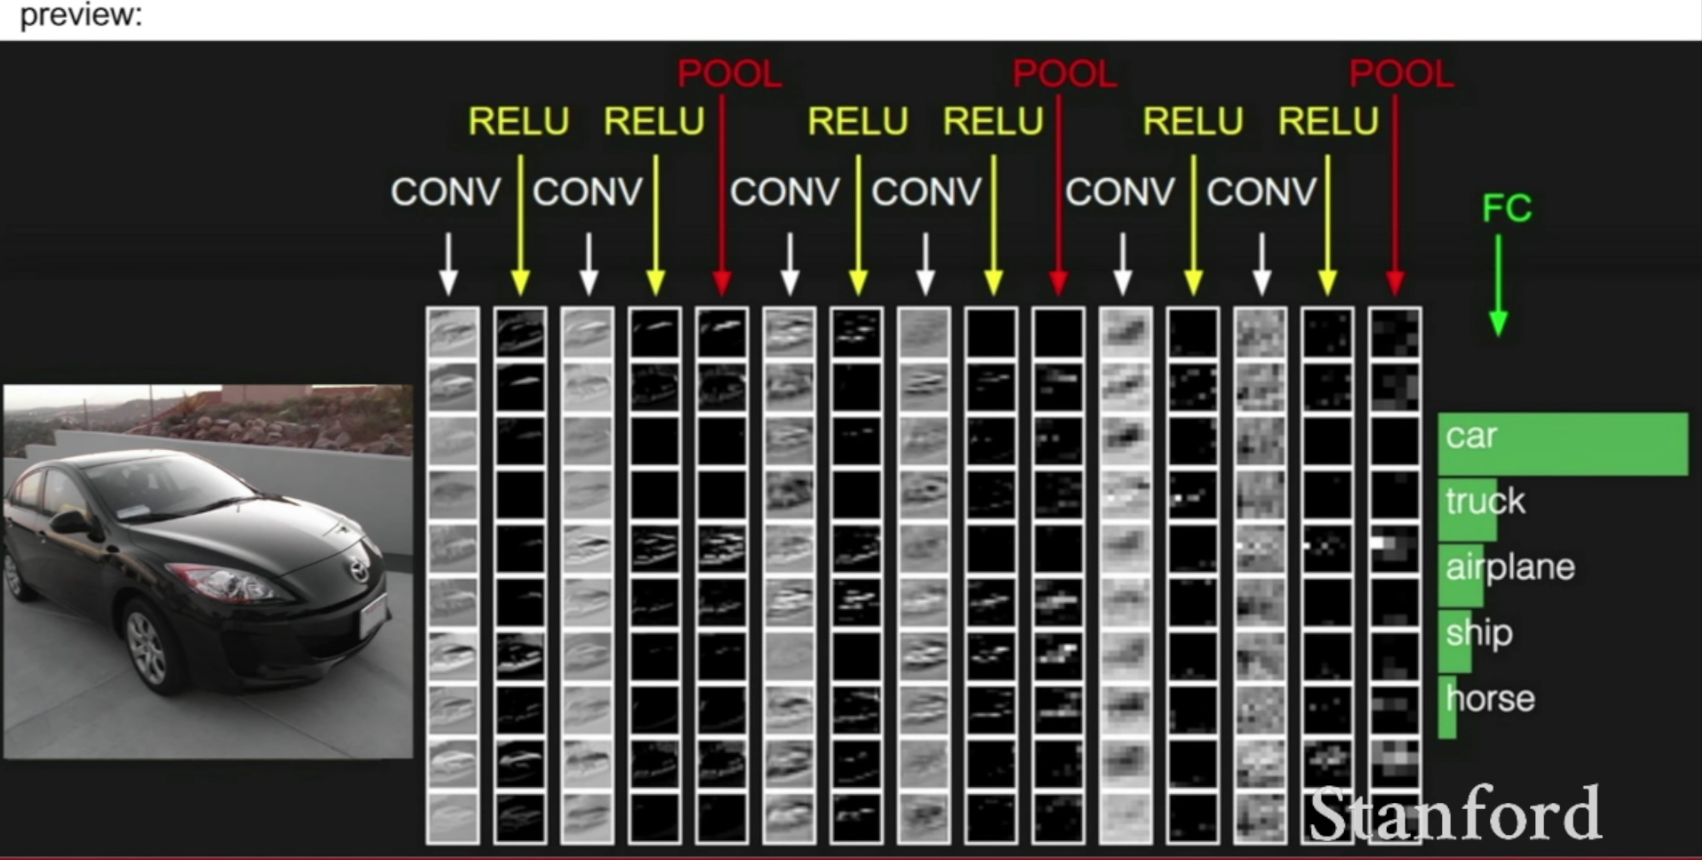 preview:
POOL POOL POOL
RELU RELU RELU RELU RELU RELU
CONV CONV CONV CONV CONV CONV
FC
car
truck
airplane
ship
horse
Stanford